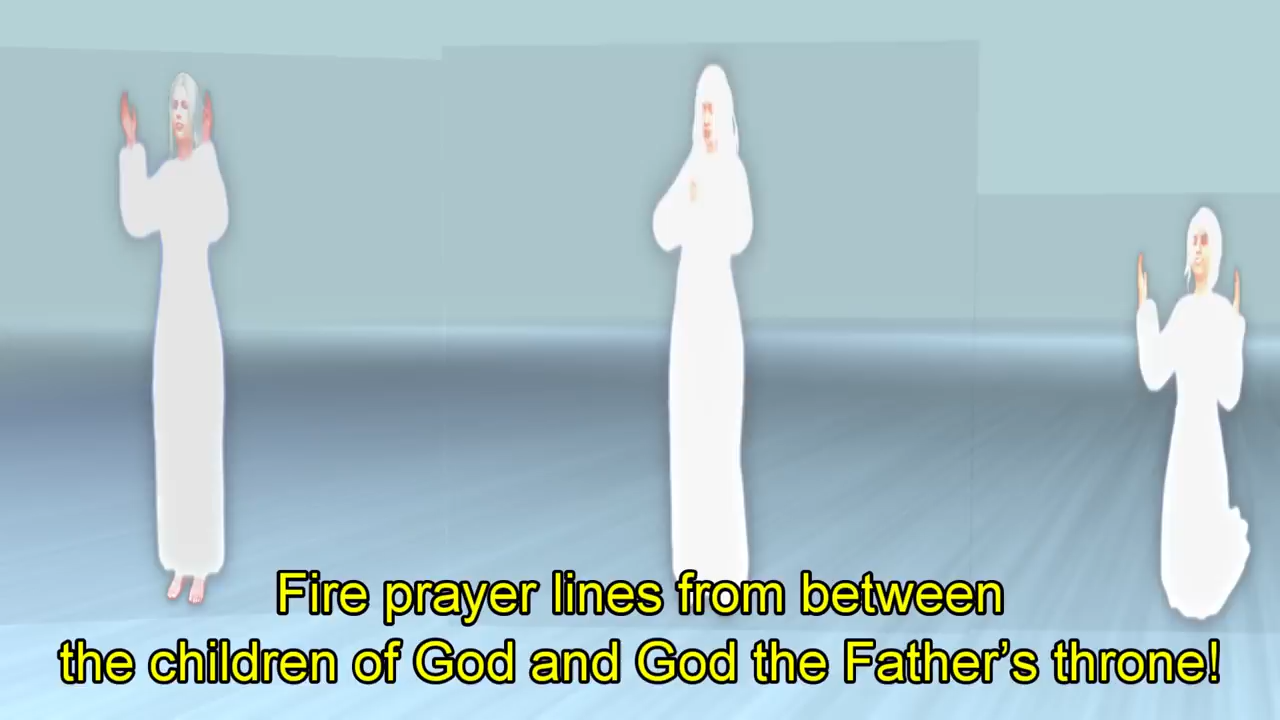 Fire prayer lines from between
the children of God and God the Father’s throne!